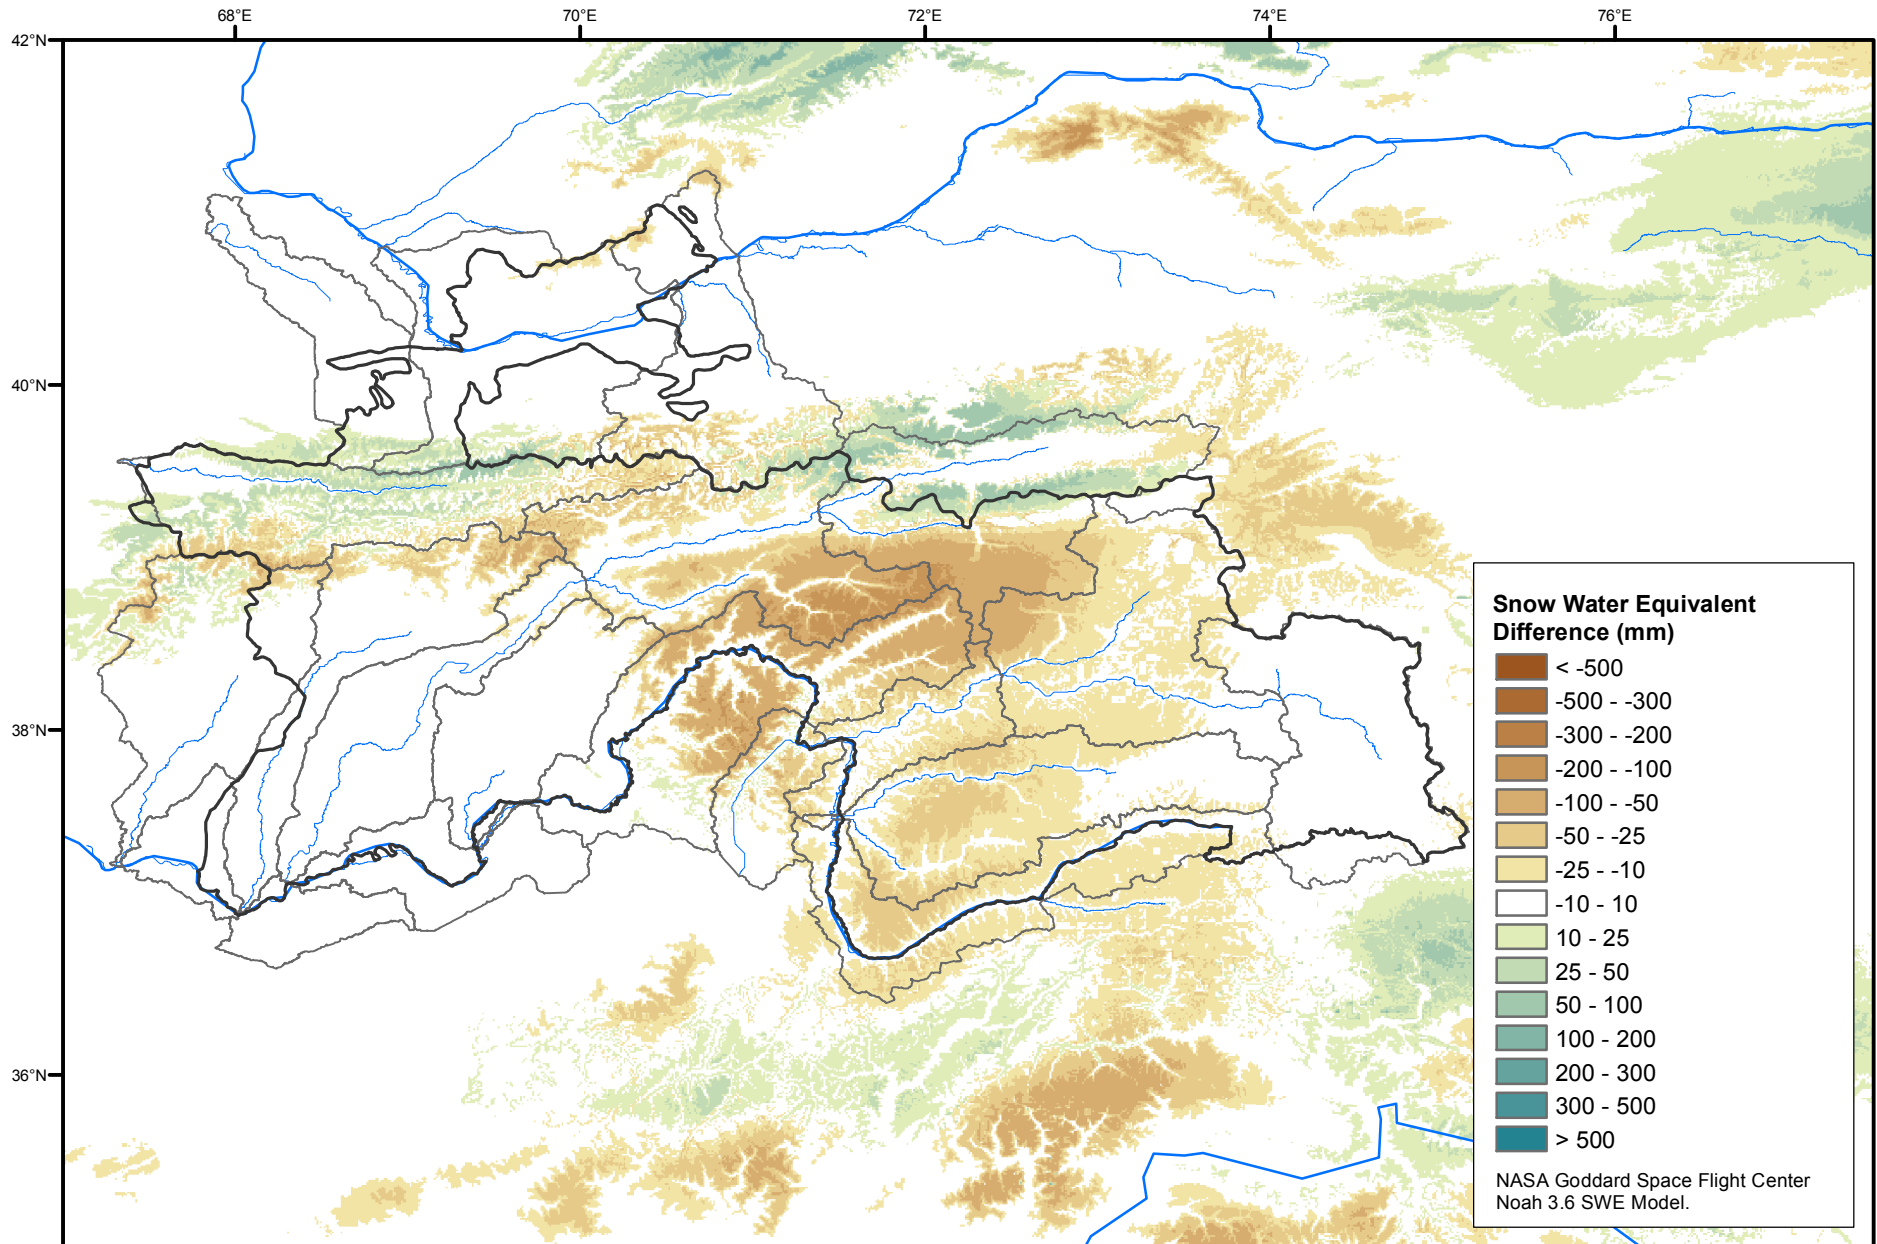 68°E 70°E 72°E 74°E 76°E
42°N
40°N
38°N
36°N
Snow Water Equivalent
Difference (mm)
< -500
-500 - -300
-300 - -200
-200 - -100
-100 - -50
-50 - -25
-25 - -10
-10 - 10
10 - 25
25 - 50
50 - 100
100 - 200
200 - 300
300 - 500
> 500
NASA Goddard Space Flight Center
Noah 3.6 SWE Model.